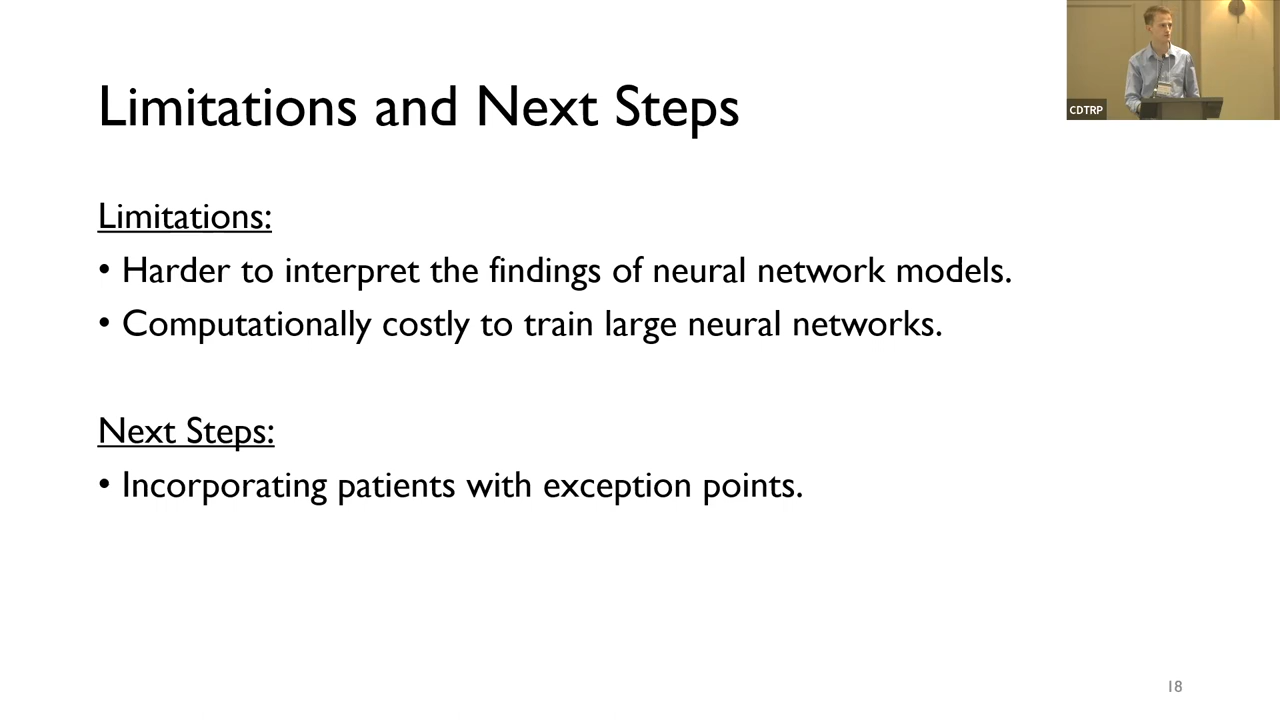 Limitations and Next Steps
CDTRP
Limitations:
• Harder to interpret the findings of neural network models.
• Computationally costly to train large neural networks.
Next Steps:
• Incorporating patients with exception points.
18